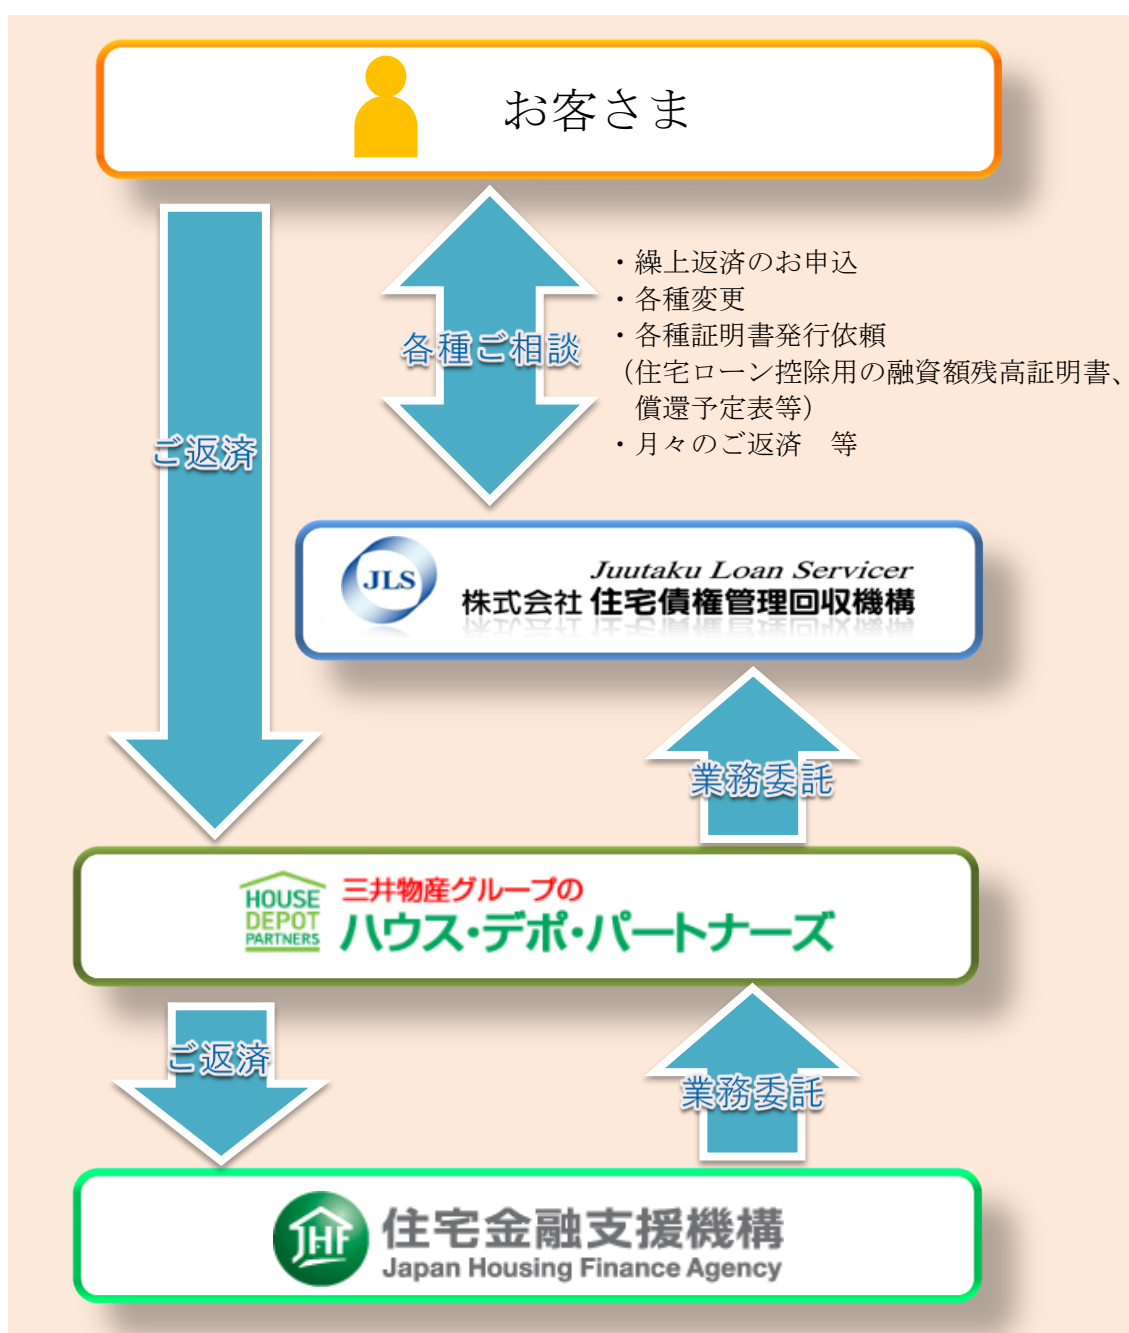 お客さま
・繰上返済のお申込
・各種変更
・各種証明書発行依頼
（住宅ローン控除用の融資額残高証明書、
償還予定表等）
・月々のご返済　等
各種ご相談
ご返済
JLS
Juutaku Loan Servicer
株式会社 住宅債権管理回収機構
業務委託
HOUSE
DEPOT
PARTNERS
三井物産グループの
ハウス・デポ・パートナーズ
ご返済
業務委託
JHF
住宅金融支援機構
Japan Housing Finance Agency